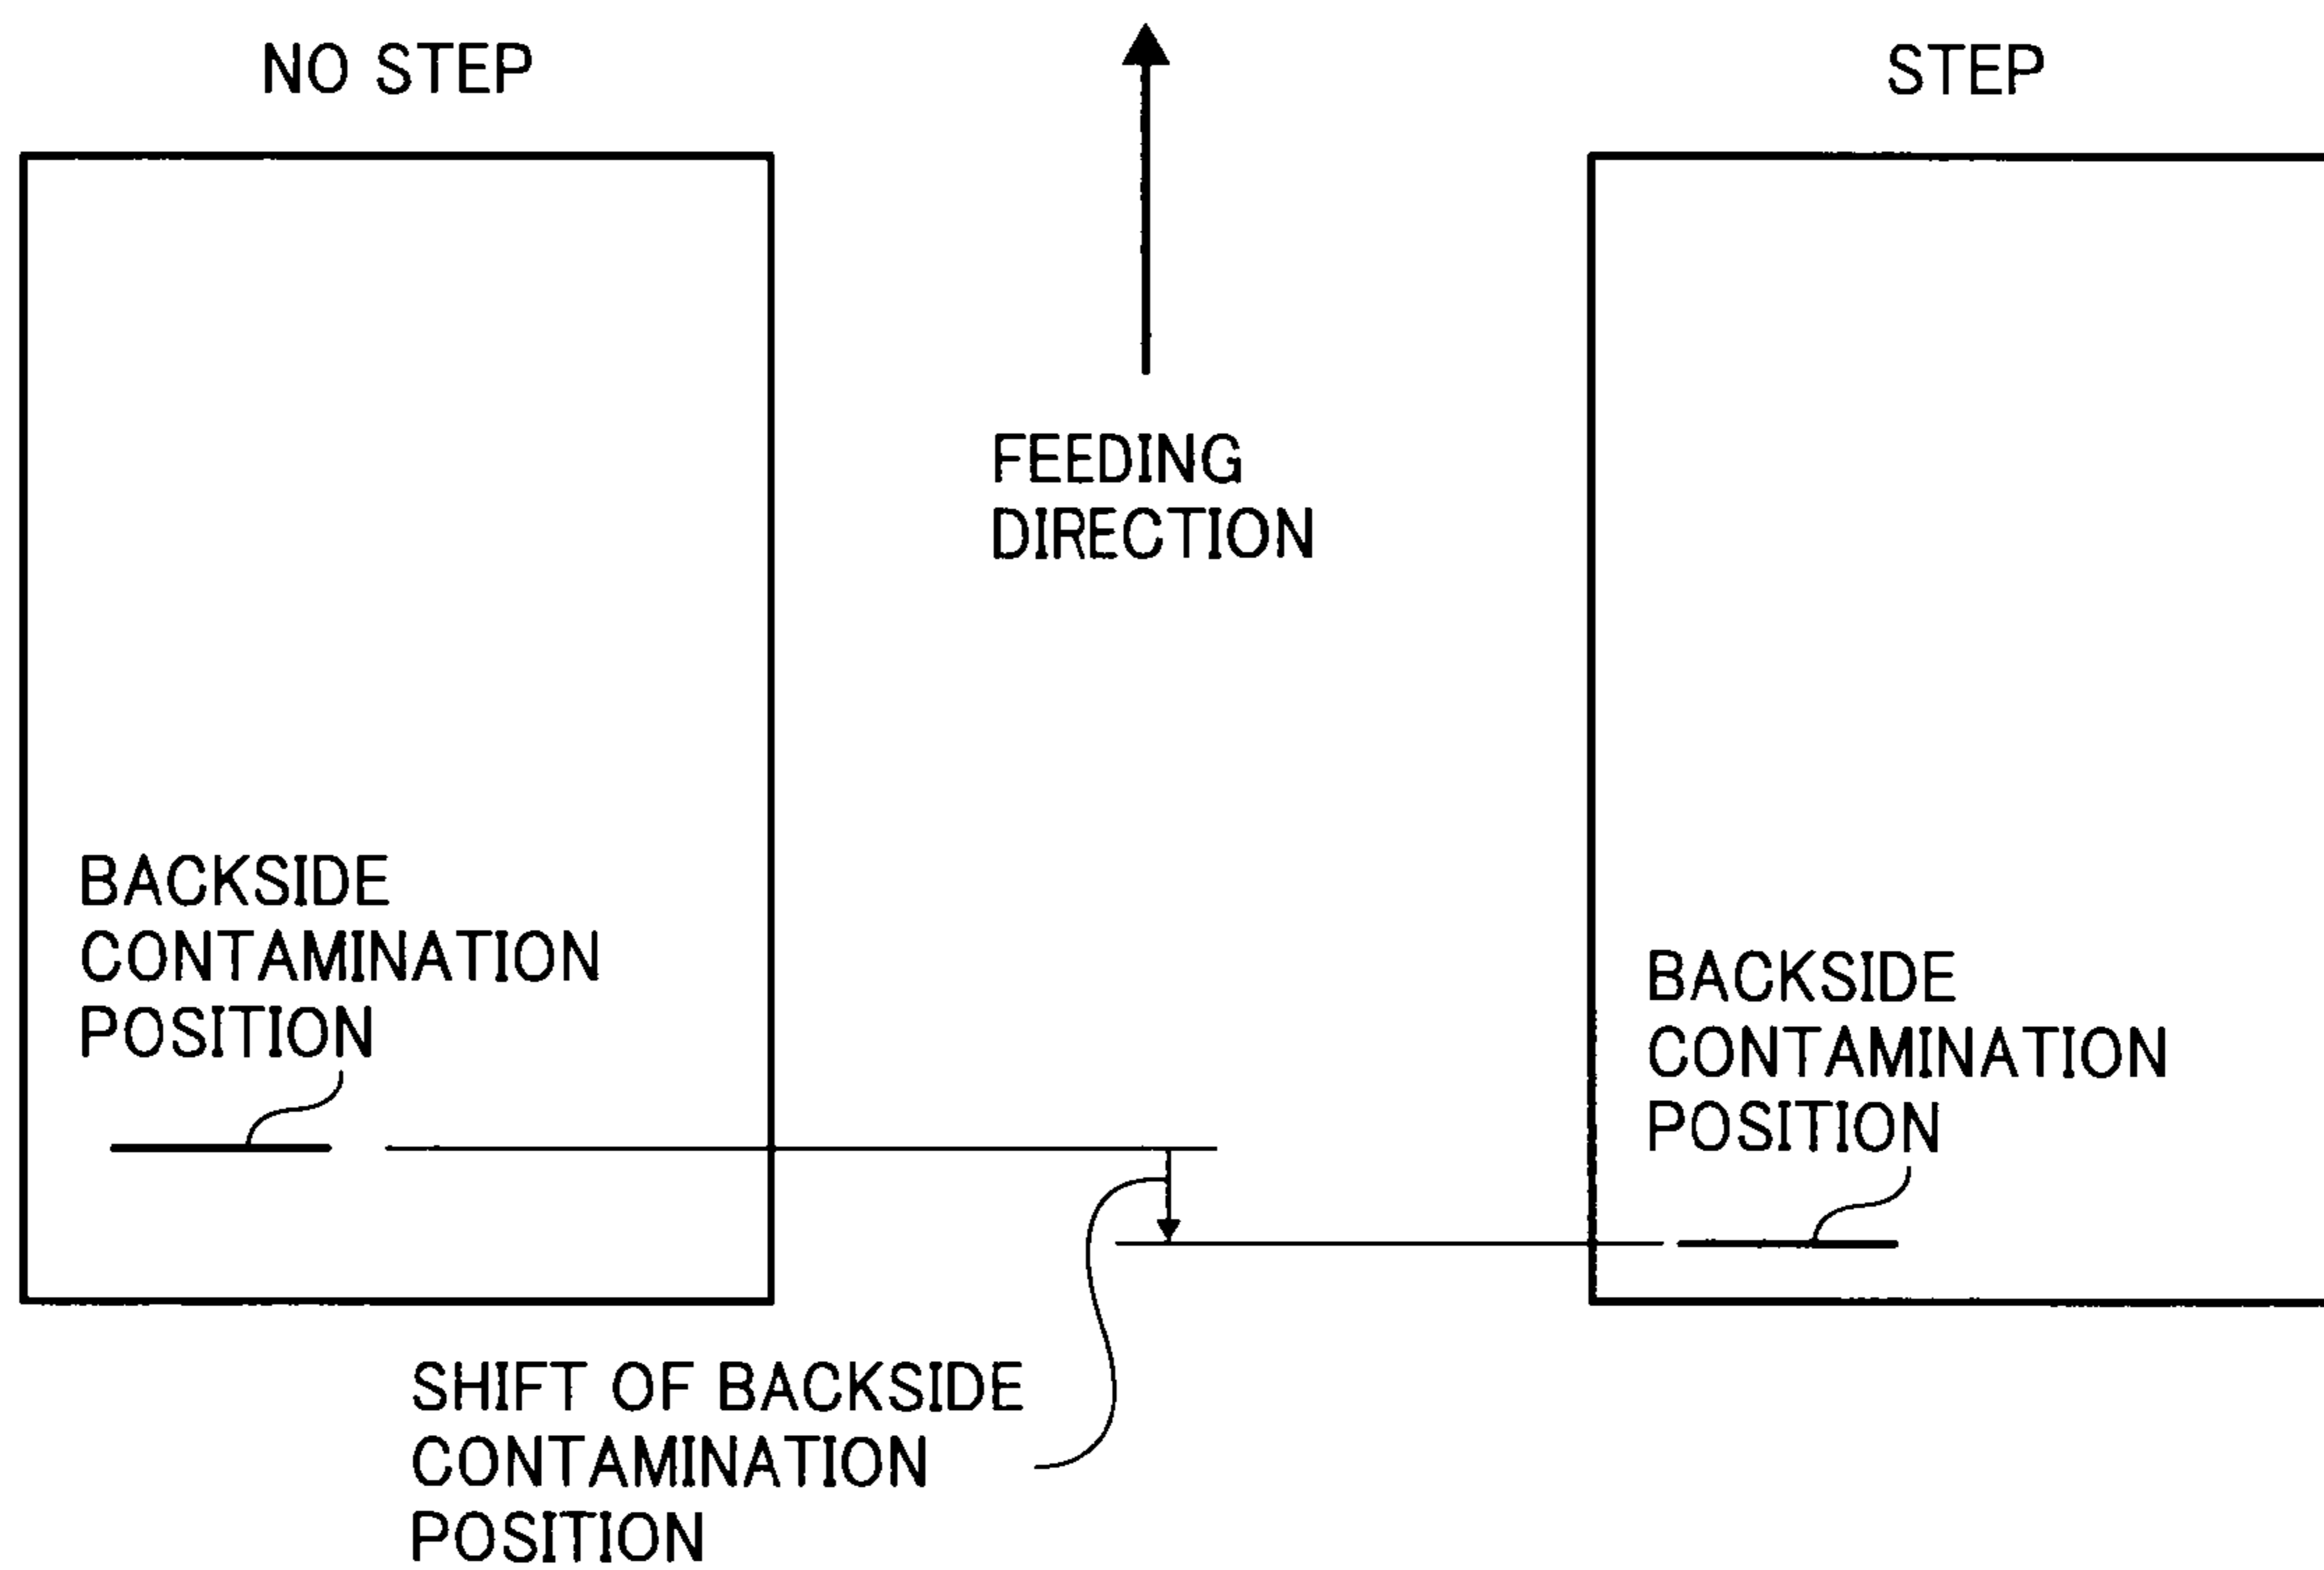 NO STEP
STEP
FEEDING
DIRECTION
BACKSIDE
CONTAMINATION
POSITION
BACKSIDE
CONTAMINATION
POSITION
SHIFT OF BACKSIDE
CONTAMINATION
POSITION